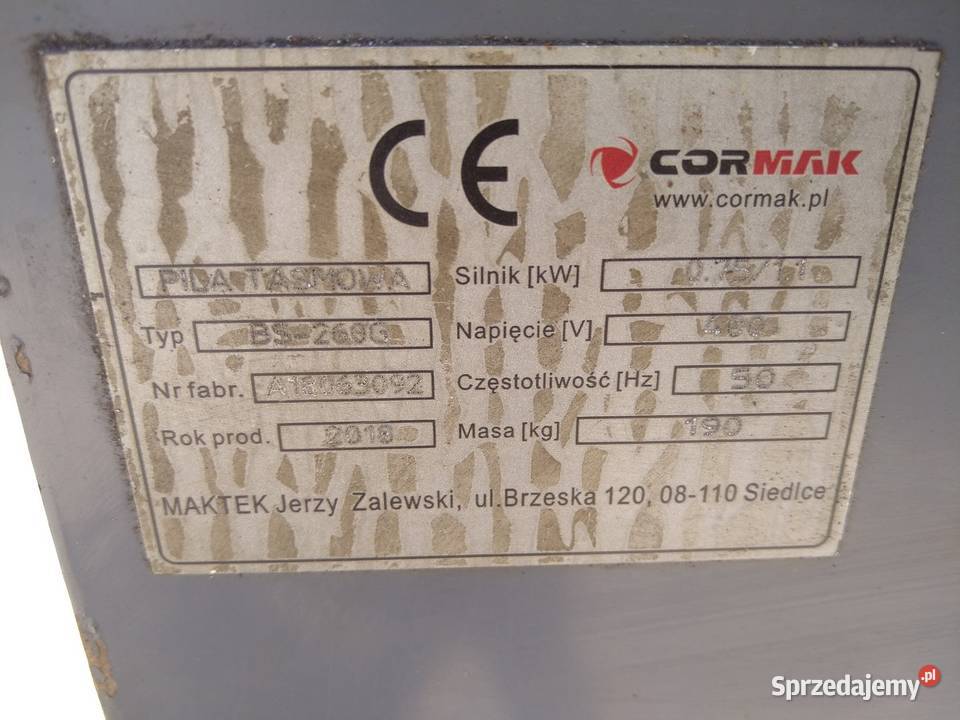 CE
CORMAK
www.cormak.pl
PILA TASMOWA
Silnik [kW] 0.75/1.1
Typ BS-260G
Napięcie [V] 400
Nr fabr. A18063092
Częstotliwość [Hz] 50
Rok prod. 2018
Masa [kg] 190
MAKTEK Jerzy Zalewski, ul.Brzeska 120, 08-110 Siedlce
Sprzedajemy.pl